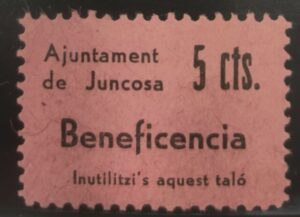 Ajuntament
de Juncosa 5 cts.
Beneficencia
Inutilitzi's aquest taló